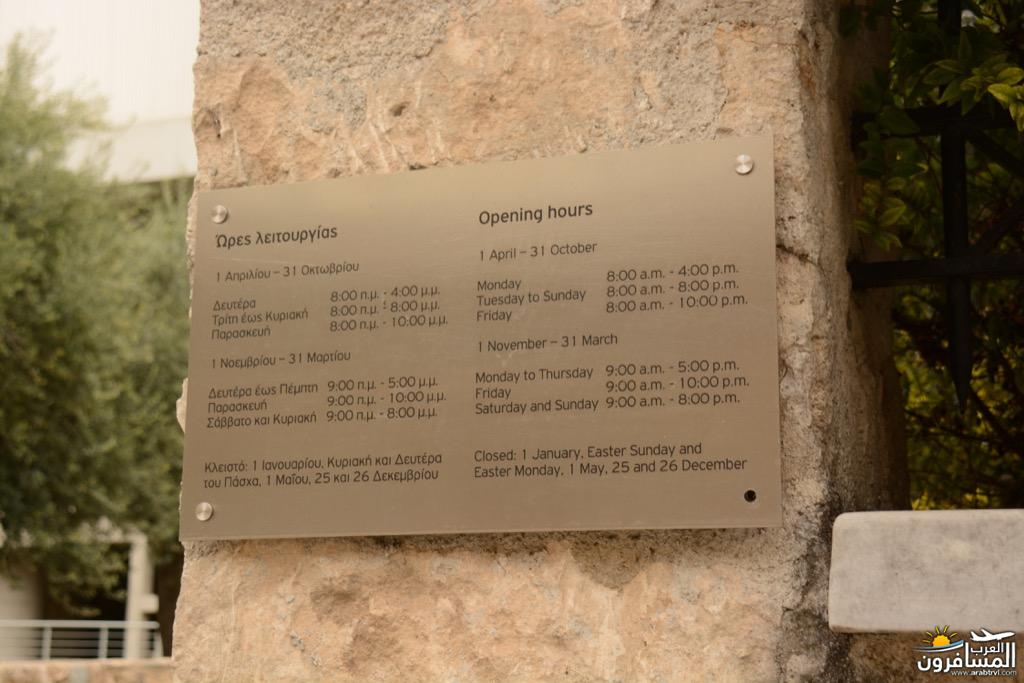 Ώρες λειτουργίας
1 Απριλίου – 31 Οκτωβρίου
Δευτέρα 8:00 π.μ. - 4:00 μ.μ.
Τρίτη έως Κυριακή 8:00 π.μ. - 8:00 μ.μ.
Παρασκευή 8:00 π.μ. - 10:00 μ.μ.
1 Νοεμβρίου – 31 Μαρτίου
Δευτέρα έως Πέμπτη 9:00 π.μ. - 5:00 μ.μ.
Παρασκευή 9:00 π.μ. - 10:00 μ.μ.
Σάββατο και Κυριακή 9:00 π.μ. - 8:00 μ.μ.
Κλειστό: 1 Ιανουαρίου, Κυριακή και Δευτέρα
του Πάσχα, 1 Μαΐου, 25 και 26 Δεκεμβρίου
Opening hours
1 April – 31 October
Monday 8:00 a.m. - 4:00 p.m.
Tuesday to Sunday 8:00 a.m. - 8:00 p.m.
Friday 8:00 a.m. - 10:00 p.m.
1 November – 31 March
Monday to Thursday 9:00 a.m. - 5:00 p.m.
Friday 9:00 a.m. - 10:00 p.m.
Saturday and Sunday 9:00 a.m. - 8:00 p.m.
Closed: 1 January, Easter Sunday and
Easter Monday, 1 May, 25 and 26 December
العرب
المسافرون
www.arabtrvl.com